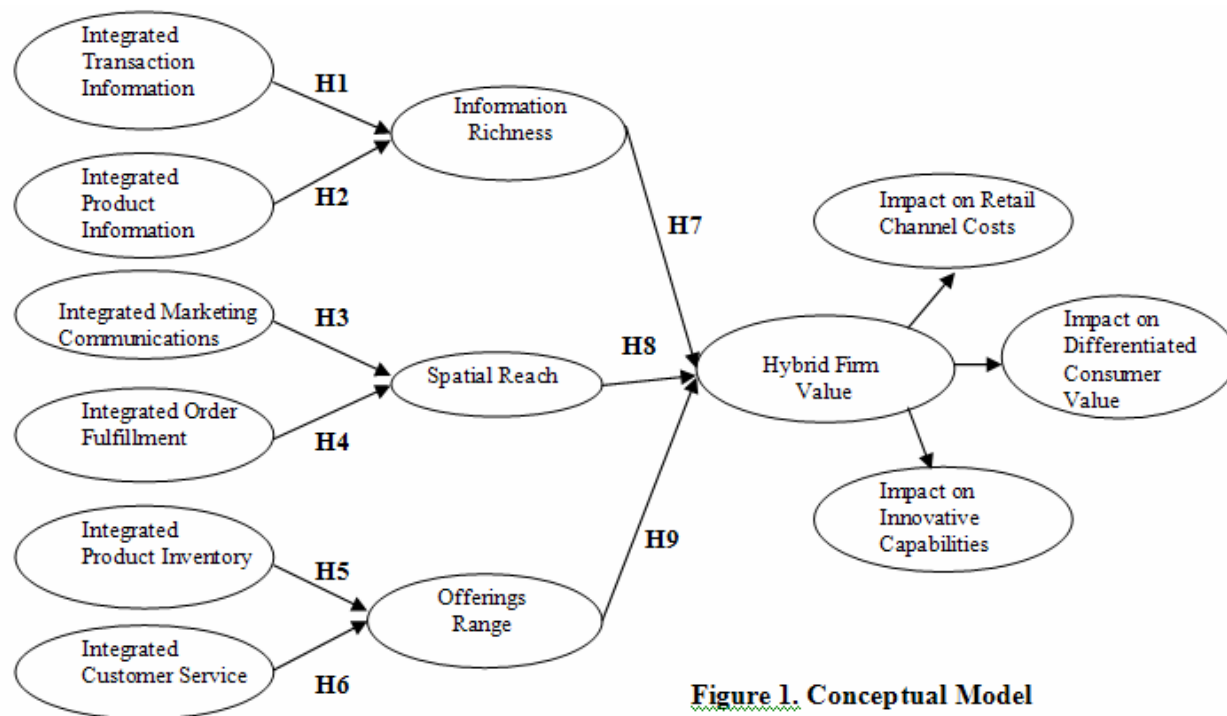 Integrated
Transaction
Information
H1
Information
Richness
Integrated
Product
Information
H2
H7
Impact on Retail
Channel Costs
Integrated Marketing
Communications
H3
Spatial Reach
H8
Hybrid Firm
Value
Impact on
Differentiated
Consumer
Value
Integrated Order
Fulfillment
H4
Impact on
Innovative
Capabilities
Integrated
Product Inventory
H5
Offerings
Range
H9
Integrated
Customer Service
H6
Figure 1. Conceptual Model